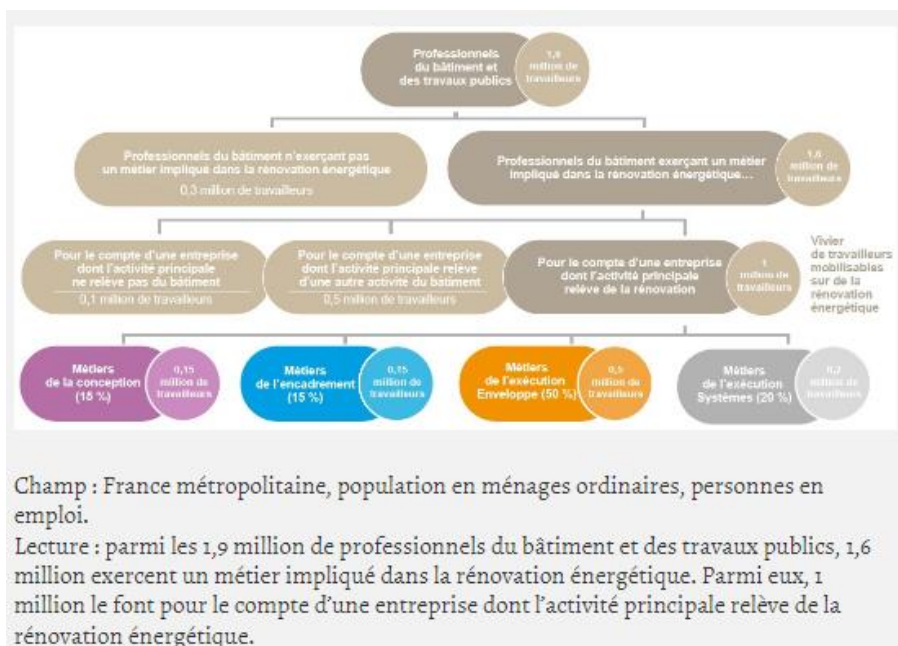 Professionnels
du bâtiment et
des travaux publics
1,9
million de
travailleurs
Professionnels du bâtiment n'exerçant pas
un métier impliqué dans la rénovation énergétique
0,3 million de travailleurs
Professionnels du bâtiment exerçant un métier
impliqué dans la rénovation énergétique…
1,6
million de
travailleurs
Pour le compte d'une entreprise
dont l'activité principale
ne relève pas du bâtiment
0,1 million de travailleurs
Pour le compte d'une entreprise
dont l'activité principale relève
d'une autre activité du bâtiment
0,5 million de travailleurs
Pour le compte d'une entreprise
dont l'activité principale
relève de la rénovation
1
million de
travailleurs
Vivier
de travailleurs
mobilisables
sur de la
rénovation
énergétique
Métiers
de la conception
(15 %)
0,15
million de
travailleurs
Métiers
de l'encadrement
(15 %)
0,15
million de
travailleurs
Métiers
de l'exécution
Enveloppe (50 %)
0,5
million de
travailleurs
Métiers
de l'exécution
Systèmes (20 %)
0,2
million de
travailleurs
Champ : France métropolitaine, population en ménages ordinaires, personnes en
emploi.
Lecture : parmi les 1,9 million de professionnels du bâtiment et des travaux publics, 1,6
million exercent un métier impliqué dans la rénovation énergétique. Parmi eux, 1
million le font pour le compte d'une entreprise dont l'activité principale relève de la
rénovation énergétique.